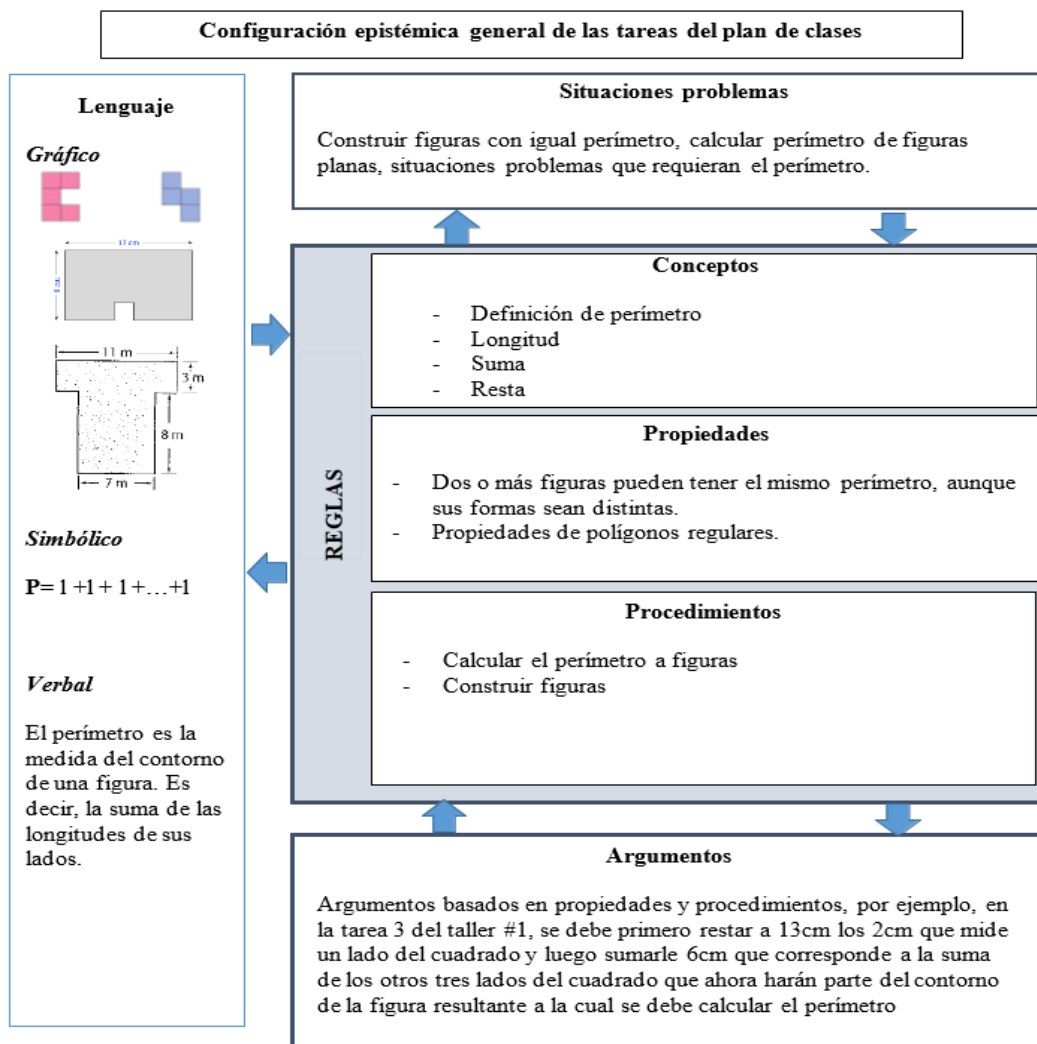 Configuración epistémica general de las tareas del plan de clases
Lenguaje
Gráfico
11 m
3 m
8 m
7 m
Simbólico
P= 1 +1 + 1 +…+1
Verbal
El perímetro es la
medida del contorno
de una figura. Es
decir, la suma de las
longitudes de sus
lados.
Situaciones problemas
Construir figuras con igual perímetro, calcular perímetro de figuras
planas, situaciones problemas que requieran el perímetro.
REGLAS
Conceptos
- Definición de perímetro
- Longitud
- Suma
- Resta
Propiedades
- Dos o más figuras pueden tener el mismo perímetro, aunque
sus formas sean distintas.
- Propiedades de polígonos regulares.
Procedimientos
- Calcular el perímetro a figuras
- Construir figuras
Argumentos
Argumentos basados en propiedades y procedimientos, por ejemplo, en
la tarea 3 del taller #1, se debe primero restar a 13cm los 2cm que mide
un lado del cuadrado y luego sumarle 6cm que corresponde a la suma
de los otros tres lados del cuadrado que ahora harán parte del contorno
de la figura resultante a la cual se debe calcular el perímetro